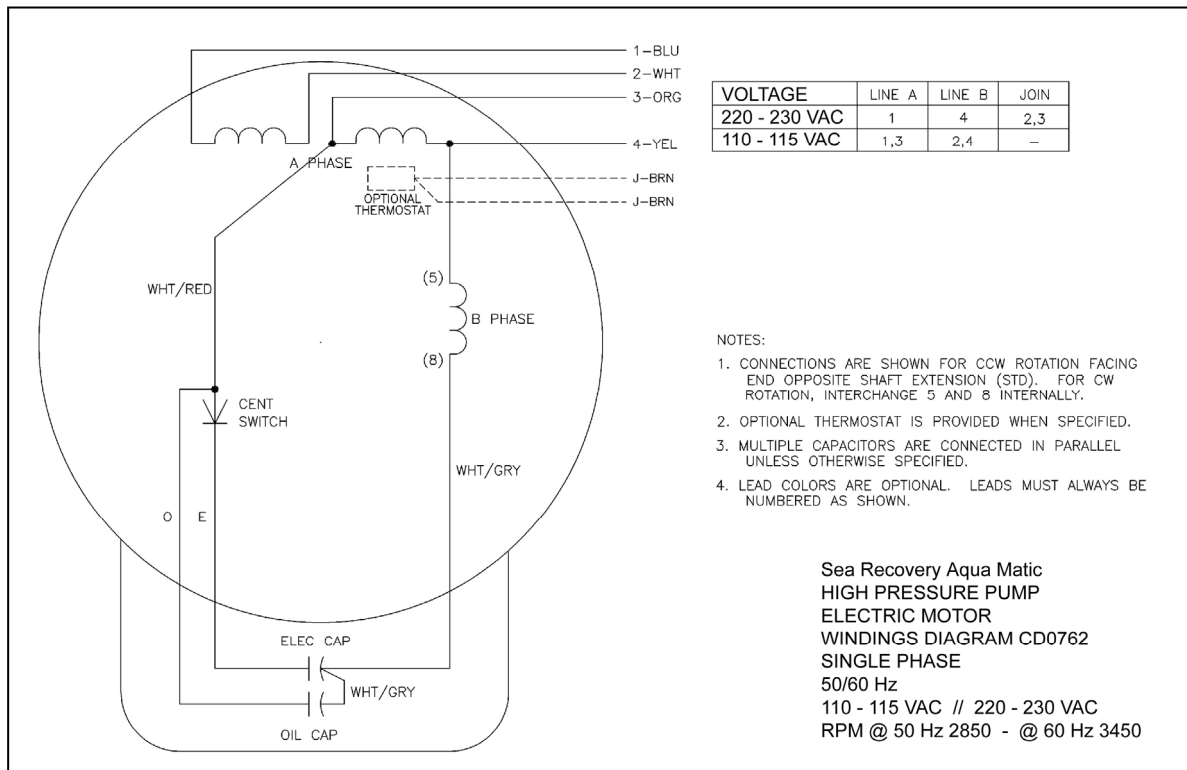 1-BLU
2-WHT
3-ORG
4-YEL
J-BRN
J-BRN
A PHASE
OPTIONAL
THERMOSTAT
WHT/RED
(5)
B PHASE
(8)
CENT
SWITCH
WHT/GRY
O
E
ELEC CAP
WHT/GRY
OIL CAP
VOLTAGE LINE A LINE B JOIN
220 - 230 VAC 1 4 2,3
110 - 115 VAC 1,3 2,4 –
NOTES:
1. CONNECTIONS ARE SHOWN FOR CCW ROTATION FACING
END OPPOSITE SHAFT EXTENSION (STD). FOR CW
ROTATION, INTERCHANGE 5 AND 8 INTERNALLY.
2. OPTIONAL THERMOSTAT IS PROVIDED WHEN SPECIFIED.
3. MULTIPLE CAPACITORS ARE CONNECTED IN PARALLEL
UNLESS OTHERWISE SPECIFIED.
4. LEAD COLORS ARE OPTIONAL. LEADS MUST ALWAYS BE
NUMBERED AS SHOWN.
Sea Recovery Aqua Matic
HIGH PRESSURE PUMP
ELECTRIC MOTOR
WINDINGS DIAGRAM CD0762
SINGLE PHASE
50/60 Hz
110 - 115 VAC // 220 - 230 VAC
RPM @ 50 Hz 2850 - @ 60 Hz 3450